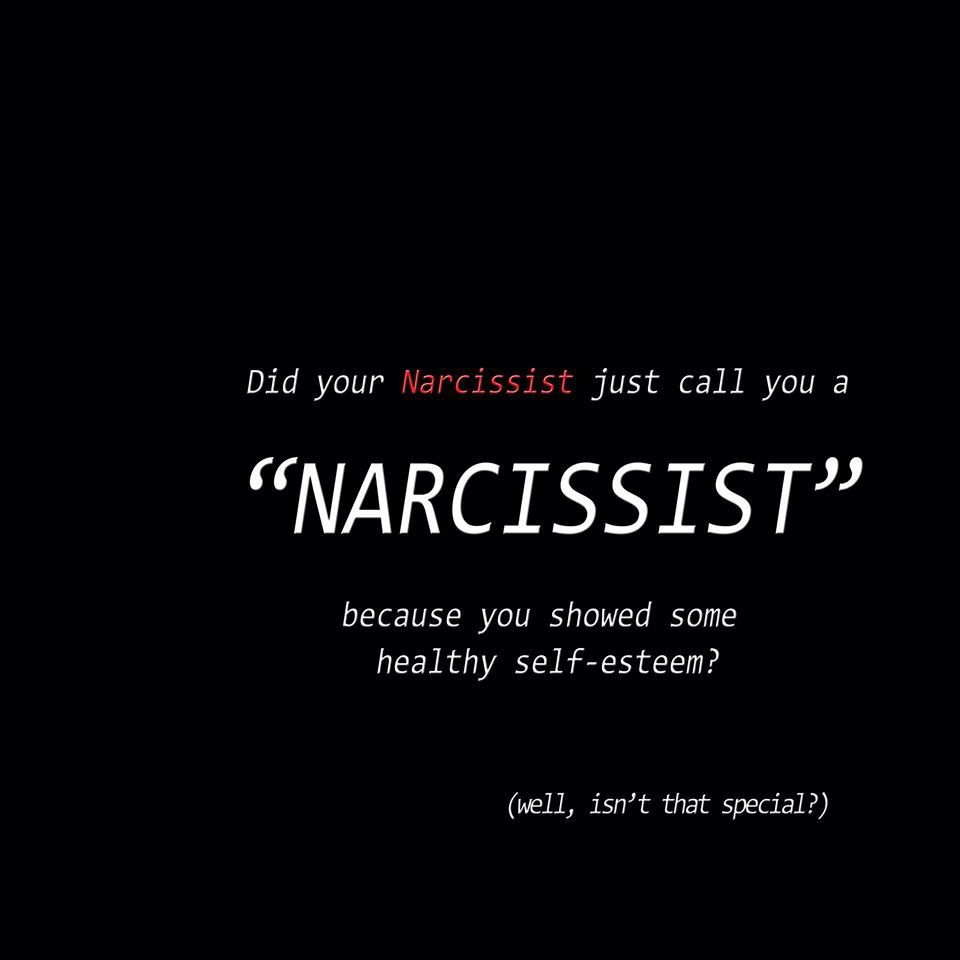 Did your Narcissist just call you a
“NARCISSIST”
because you showed some
healthy self-esteem?
(well, isn’t that special?)